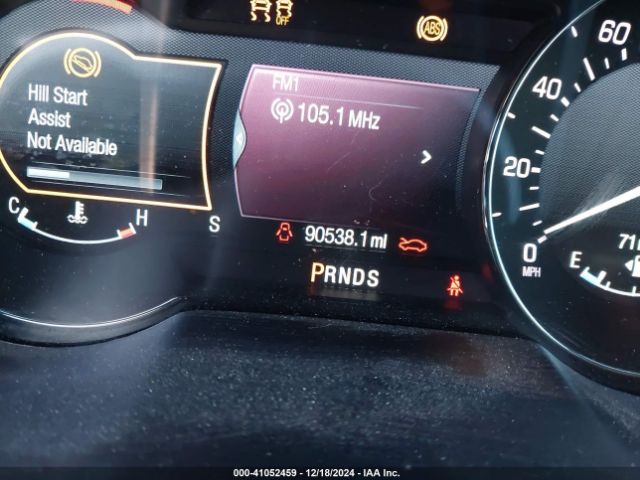 OFF
ABS
Hill Start
Assist
Not Available
FM1
105.1 MHz
60
40
20
0
MPH
C
H
S
90538.1 mi
PRNDS
E
000-41052459 - 12/18/2024 - IAA Inc.